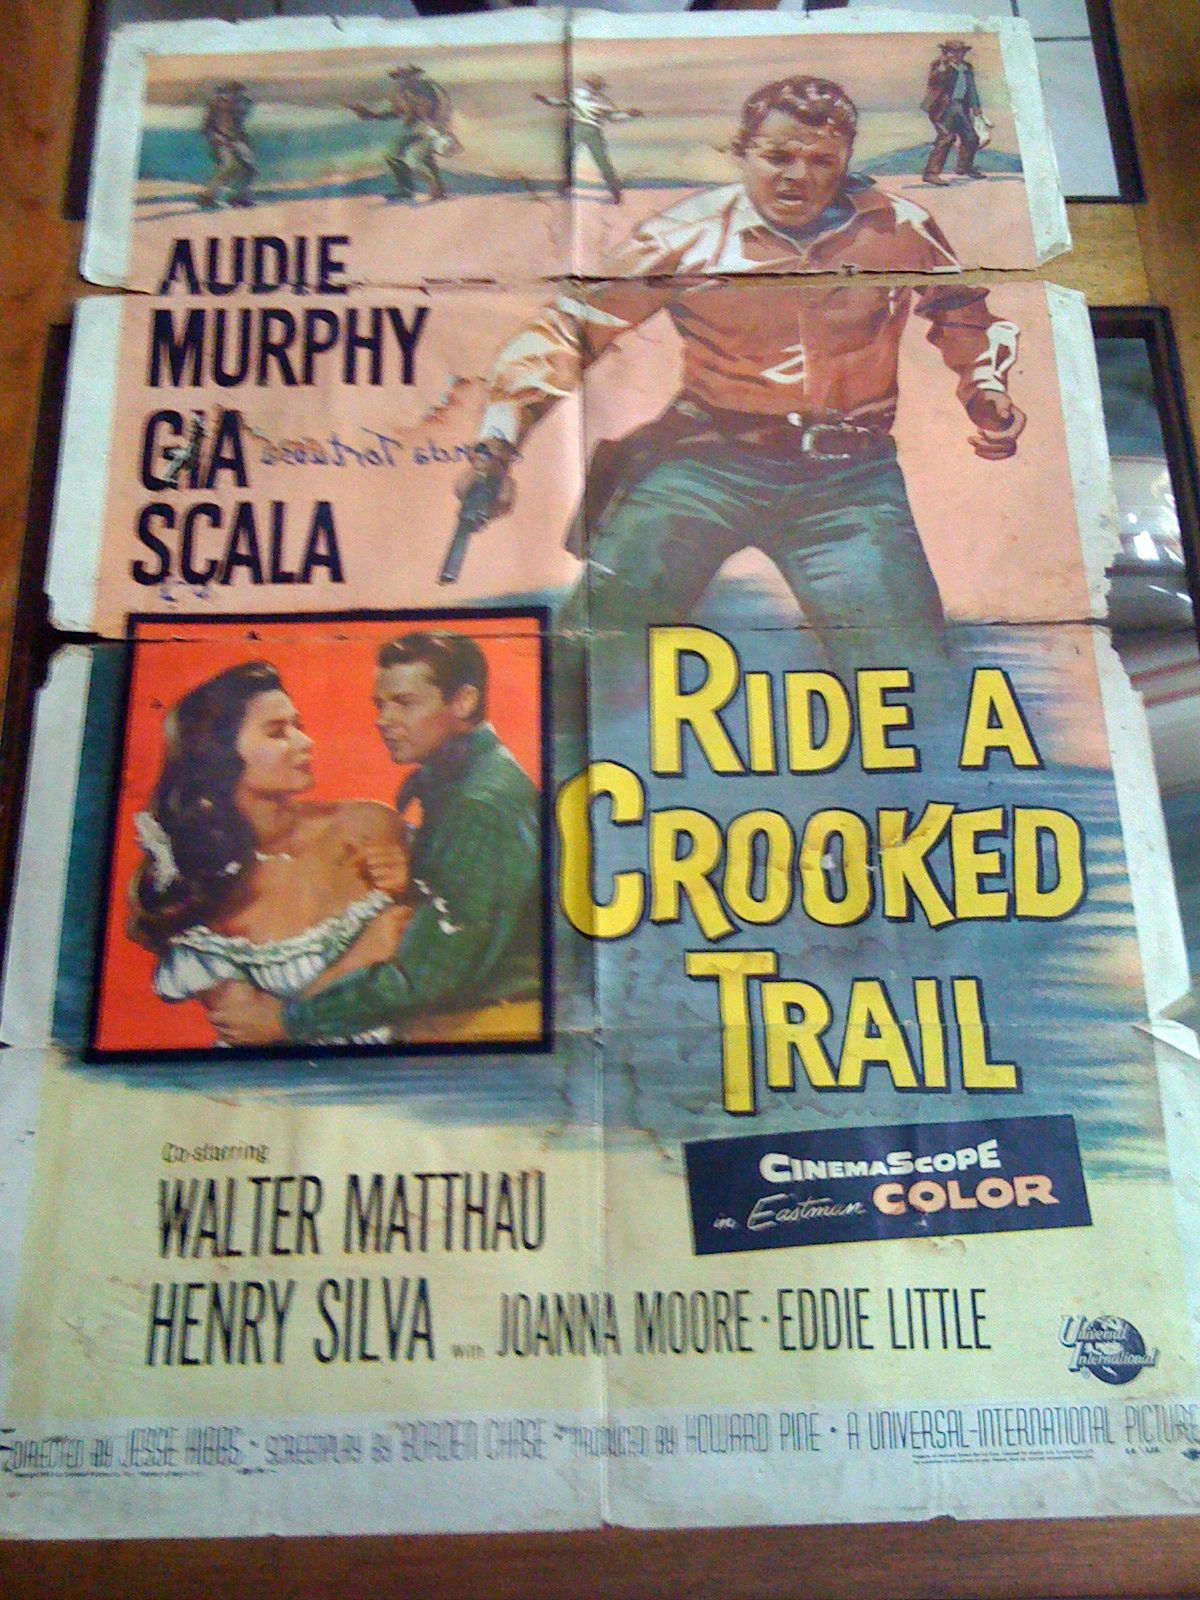 AUDIE
MURPHY
GIA
SCALA
RIDE A
CROOKED
TRAIL
CINEMASCOPE
in Eastman COLOR
Co-starring
WALTER MATTHAU
HENRY SILVA with JOANNA MOORE · EDDIE LITTLE
Universal
International
DIRECTED BY JESSE HIBBS · SCREENPLAY BY BORDEN CHASE · PRODUCED BY HOWARD PINE · A UNIVERSAL-INTERNATIONAL PICTURE